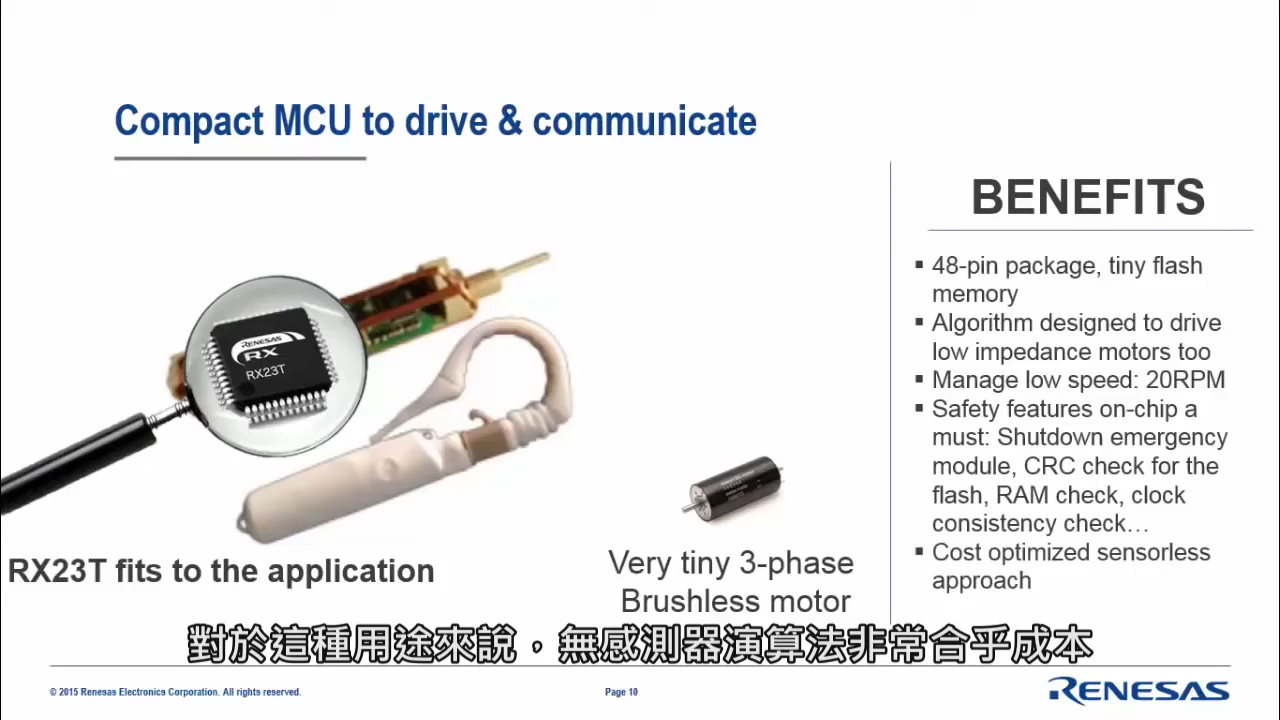 Compact MCU to drive & communicate
BENEFITS
▪ 48-pin package, tiny flash
memory
▪ Algorithm designed to drive
low impedance motors too
▪ Manage low speed: 20RPM
▪ Safety features on-chip a
must: Shutdown emergency
module, CRC check for the
flash, RAM check, clock
consistency check…
▪ Cost optimized sensorless
approach
RENESAS
RX
RX23T
RX23T fits to the application
Very tiny 3-phase
Brushless motor
對於這種用途來說，無感測器演算法非常合乎成本
© 2015 Renesas Electronics Corporation. All rights reserved.
Page 10
RENESAS